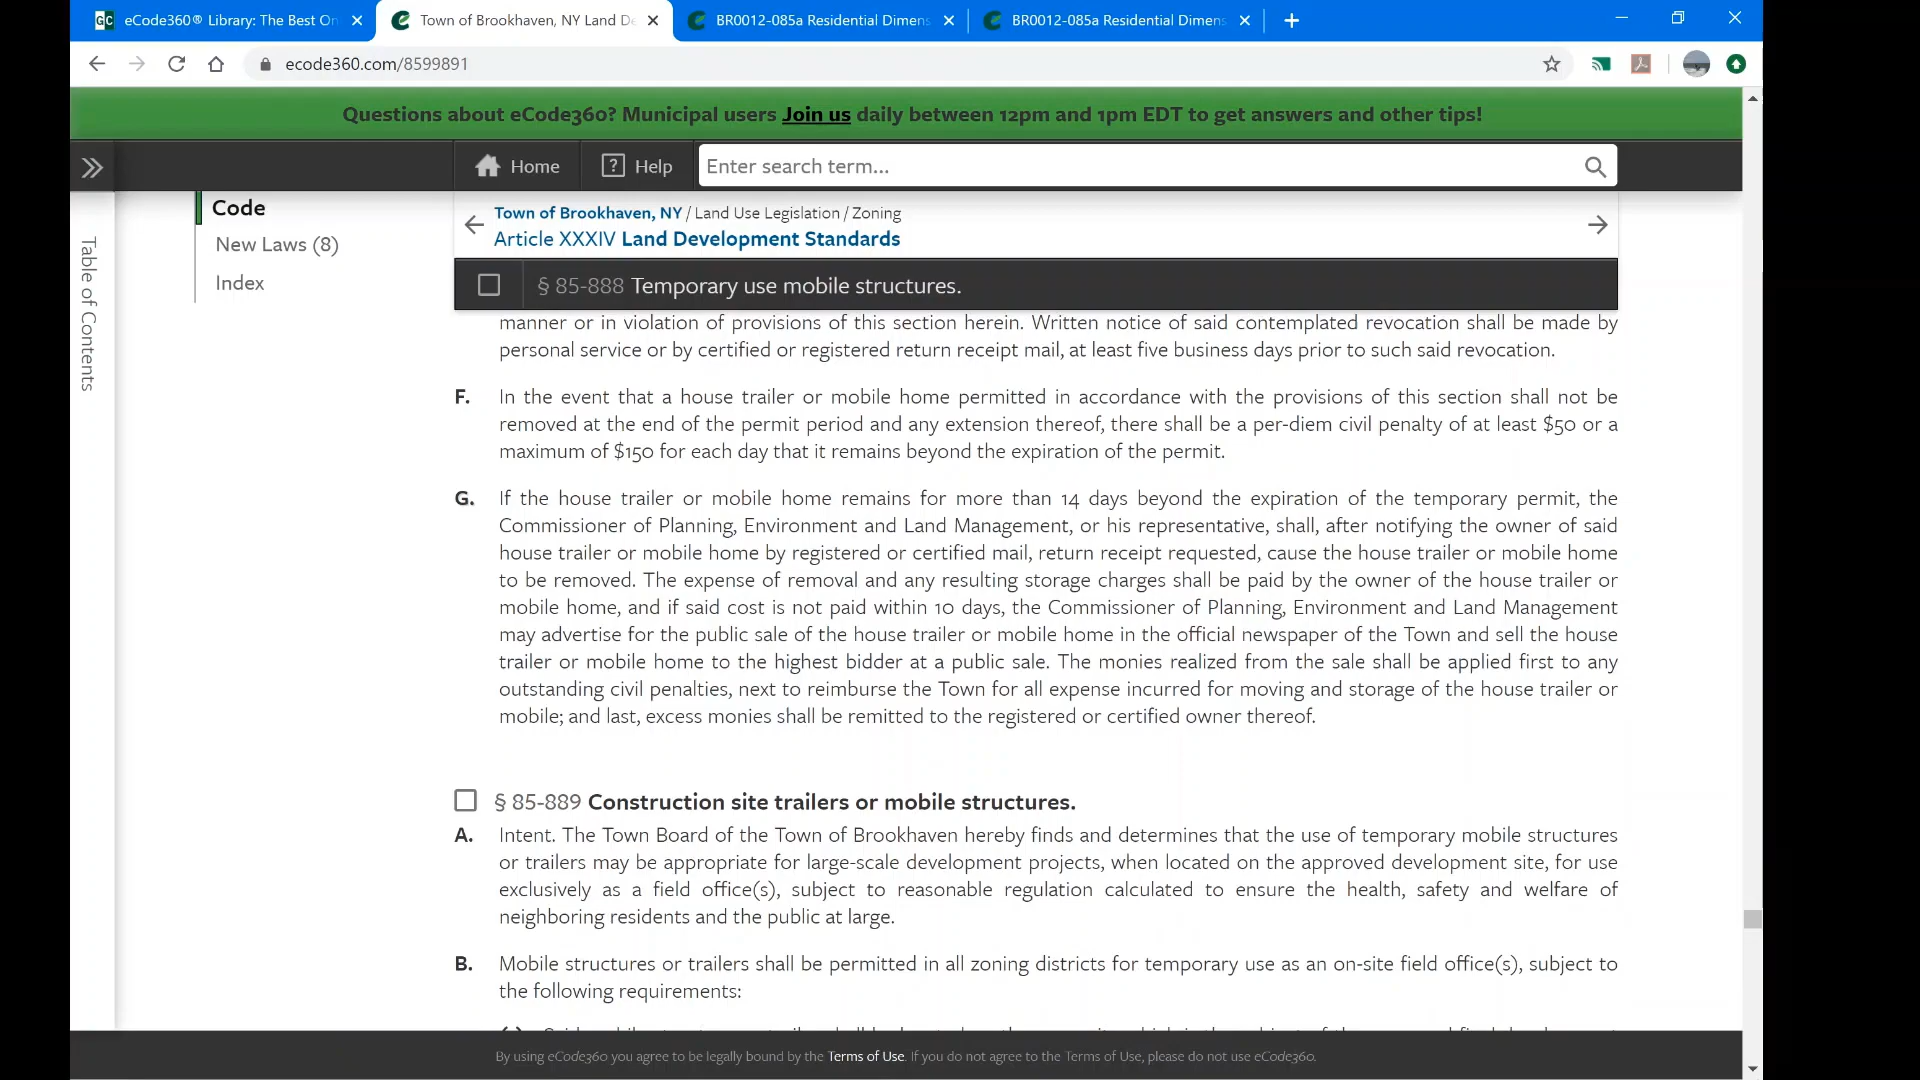 eCode360® Library: The Best On
Town of Brookhaven, NY Land De
BR0012-085a Residential Dimens
BR0012-085a Residential Dimens
ecode360.com/8599891
Questions about eCode360? Municipal users Join us daily between 12pm and 1pm EDT to get answers and other tips!
Home
Help
Enter search term...
Table of Contents
Code
New Laws (8)
Index
Town of Brookhaven, NY / Land Use Legislation / Zoning
Article XXXIV Land Development Standards
§ 85-888 Temporary use mobile structures.
manner or in violation of provisions of this section herein. Written notice of said contemplated revocation shall be made by
personal service or by certified or registered return receipt mail, at least five business days prior to such said revocation.
F. In the event that a house trailer or mobile home permitted in accordance with the provisions of this section shall not be
removed at the end of the permit period and any extension thereof, there shall be a per-diem civil penalty of at least $50 or a
maximum of $150 for each day that it remains beyond the expiration of the permit.
G. If the house trailer or mobile home remains for more than 14 days beyond the expiration of the temporary permit, the
Commissioner of Planning, Environment and Land Management, or his representative, shall, after notifying the owner of said
house trailer or mobile home by registered or certified mail, return receipt requested, cause the house trailer or mobile home
to be removed. The expense of removal and any resulting storage charges shall be paid by the owner of the house trailer or
mobile home, and if said cost is not paid within 10 days, the Commissioner of Planning, Environment and Land Management
may advertise for the public sale of the house trailer or mobile home in the official newspaper of the Town and sell the house
trailer or mobile home to the highest bidder at a public sale. The monies realized from the sale shall be applied first to any
outstanding civil penalties, next to reimburse the Town for all expense incurred for moving and storage of the house trailer or
mobile; and last, excess monies shall be remitted to the registered or certified owner thereof.
§ 85-889 Construction site trailers or mobile structures.
A. Intent. The Town Board of the Town of Brookhaven hereby finds and determines that the use of temporary mobile structures
or trailers may be appropriate for large-scale development projects, when located on the approved development site, for use
exclusively as a field office(s), subject to reasonable regulation calculated to ensure the health, safety and welfare of
neighboring residents and the public at large.
B. Mobile structures or trailers shall be permitted in all zoning districts for temporary use as an on-site field office(s), subject to
the following requirements:
By using eCode360 you agree to be legally bound by the Terms of Use. If you do not agree to the Terms of Use, please do not use eCode360.